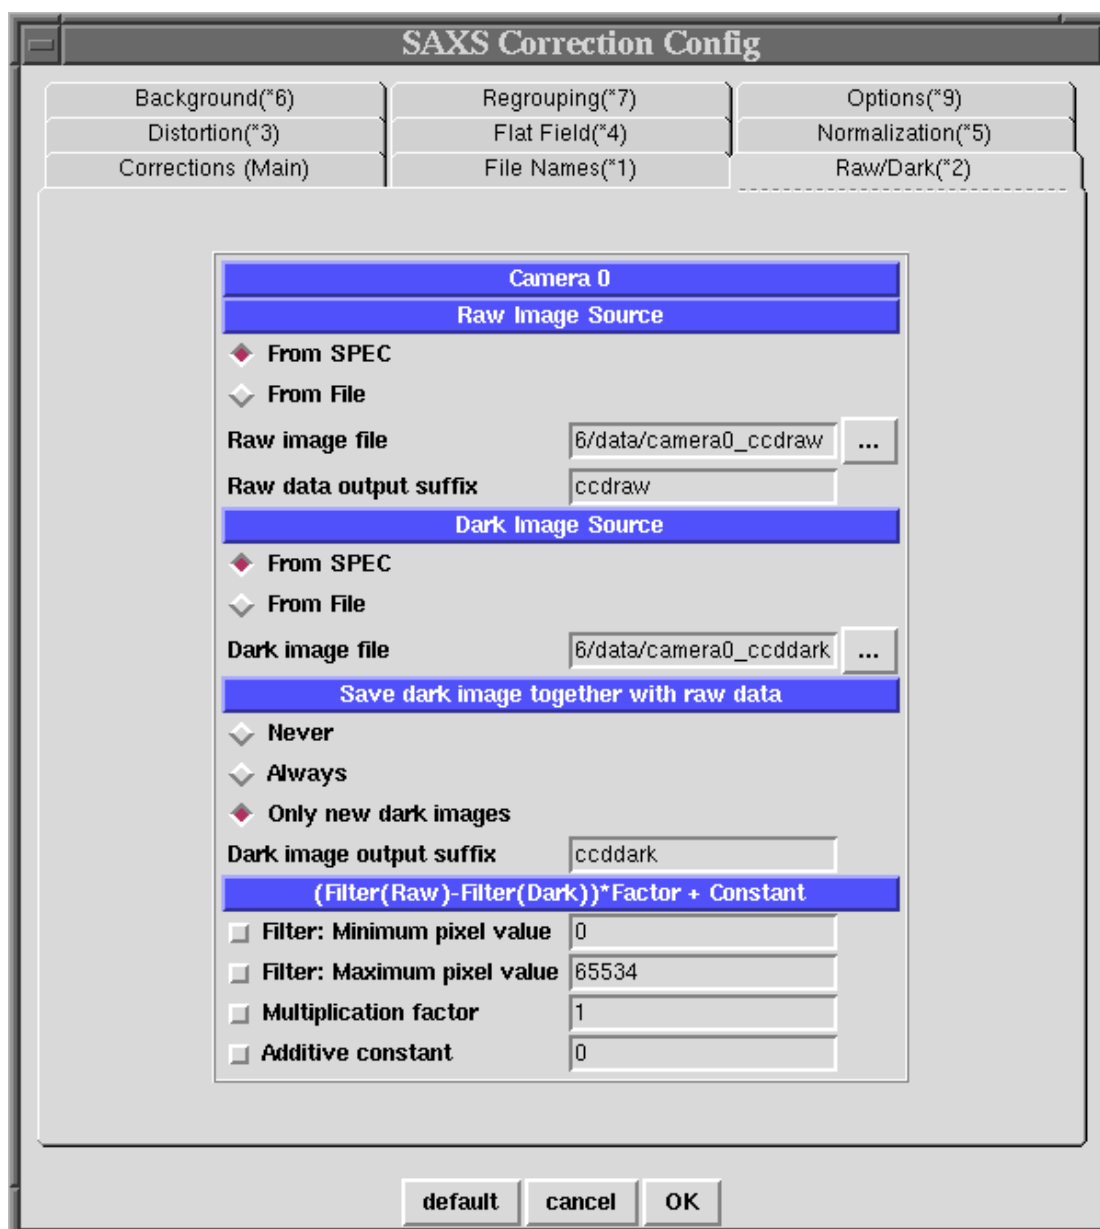 SAXS Correction Config
Background(*6) Regrouping(*7) Options(*9)
Distortion(*3) Flat Field(*4) Normalization(*5)
Corrections (Main) File Names(*1) Raw/Dark(*2)
Camera 0
Raw Image Source
From SPEC
From File
Raw image file 6/data/camera0_ccdraw ...
Raw data output suffix ccdraw
Dark Image Source
From SPEC
From File
Dark image file 6/data/camera0_ccddark ...
Save dark image together with raw data
Never
Always
Only new dark images
Dark image output suffix ccddark
(Filter(Raw)-Filter(Dark))*Factor + Constant
Filter: Minimum pixel value 0
Filter: Maximum pixel value 65534
Multiplication factor 1
Additive constant 0
default cancel OK